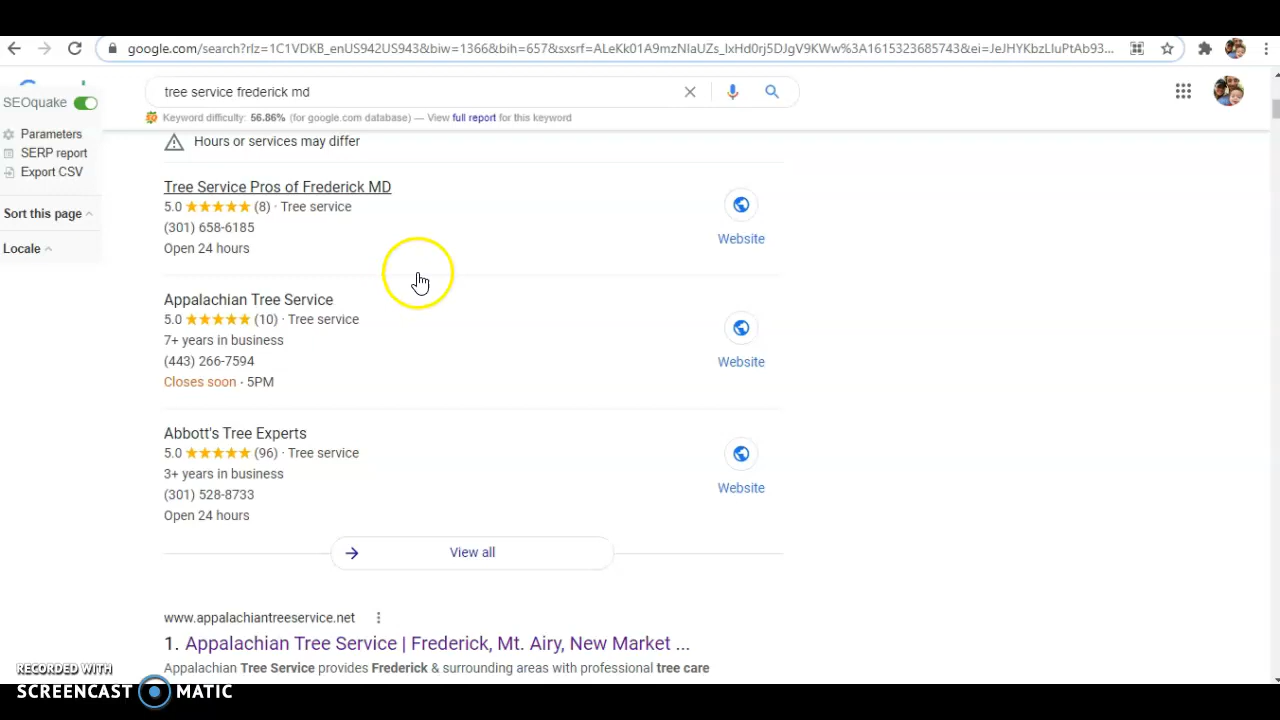 google.com/search?rlz=1C1VDKB_enUS942US943&biw=1366&bih=657&sxsrf=ALeKk01A9mzNIaUZs_IxHd0rj5DJgV9KWw%3A1615323685743&ei=JeJHYKbzLIuPtAb93...
SEOquake
tree service frederick md
Keyword difficulty: 56.86% (for google.com database) — View full report for this keyword
Parameters
SERP report
Export CSV
Sort this page
Locale
Hours or services may differ
Tree Service Pros of Frederick MD
5.0 ★★★★★ (8) · Tree service
(301) 658-6185
Open 24 hours
Website
Appalachian Tree Service
5.0 ★★★★★ (10) · Tree service
7+ years in business
(443) 266-7594
Closes soon · 5PM
Website
Abbott's Tree Experts
5.0 ★★★★★ (96) · Tree service
3+ years in business
(301) 528-8733
Open 24 hours
Website
View all
www.appalachiantreeservice.net
1. Appalachian Tree Service | Frederick, Mt. Airy, New Market ...
Appalachian Tree Service provides Frederick & surrounding areas with professional tree care
RECORDED WITH
SCREENCAST MATIC